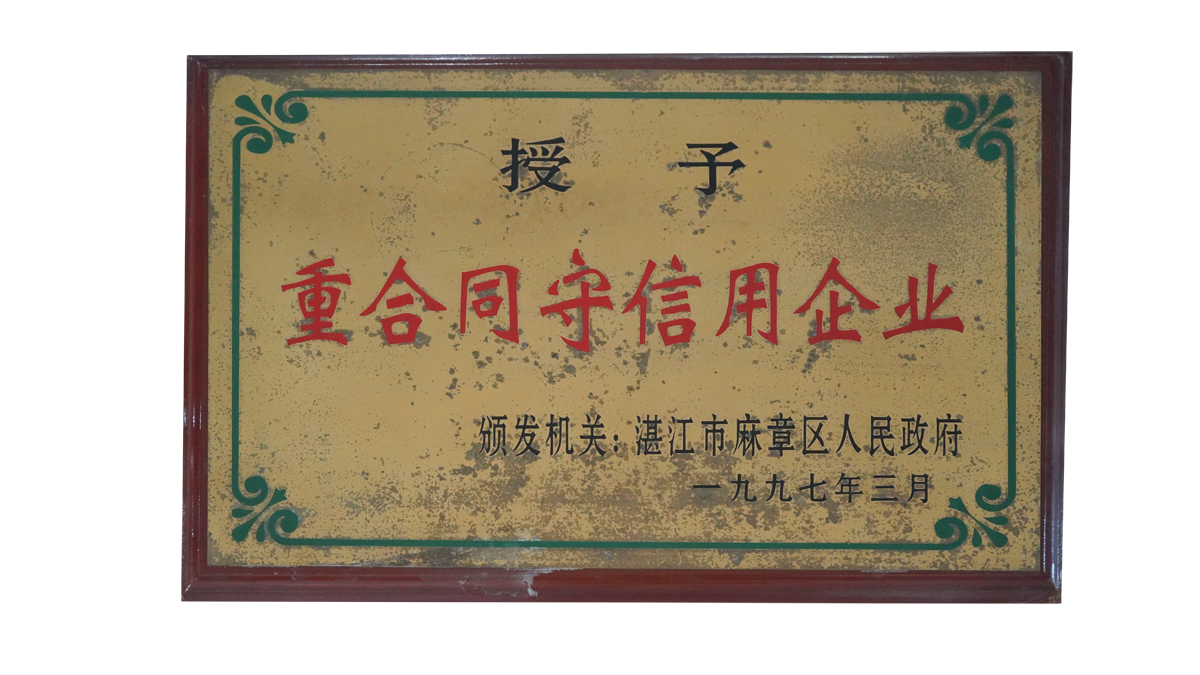 授予
重合同守信用企业
颁发机关：湛江市麻章区人民政府
一九九七年三月